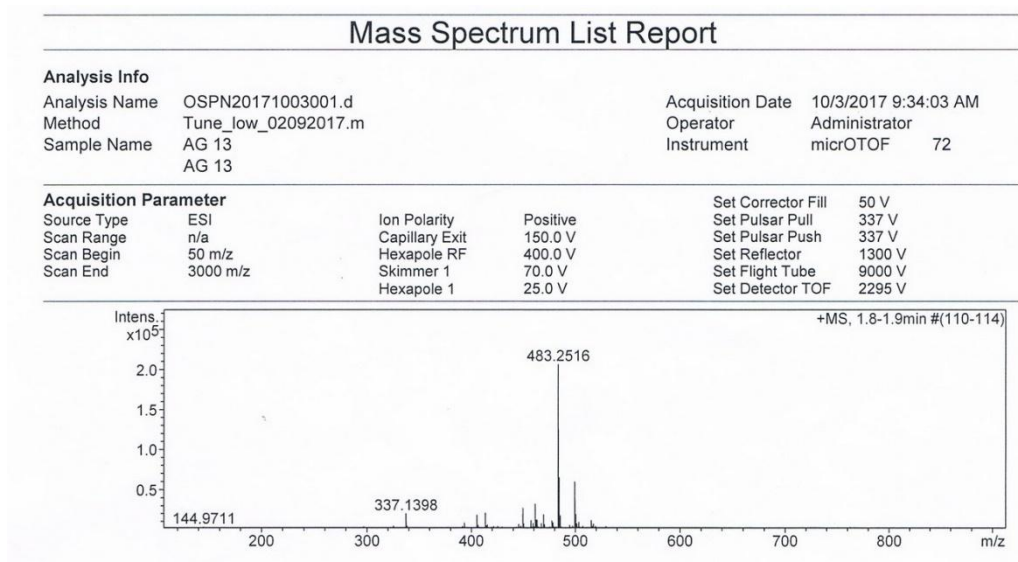 Mass Spectrum List Report
Analysis Info
Analysis Name OSPN20171003001.d Acquisition Date 10/3/2017 9:34:03 AM
Method Tune_low_02092017.m Operator Administrator
Sample Name AG 13 Instrument micrOTOF 72
AG 13
Acquisition Parameter Set Corrector Fill 50 V
Source Type ESI Ion Polarity Positive Set Pulsar Pull 337 V
Scan Range n/a Capillary Exit 150.0 V Set Pulsar Push 337 V
Scan Begin 50 m/z Hexapole RF 400.0 V Set Reflector 1300 V
Scan End 3000 m/z Skimmer 1 70.0 V Set Flight Tube 9000 V
Hexapole 1 25.0 V Set Detector TOF 2295 V
Intens. +MS, 1.8-1.9min #(110-114)
x10⁵
483.2516
2.0
1.5
1.0
0.5
337.1398
144.9711
200 300 400 500 600 700 800 m/z